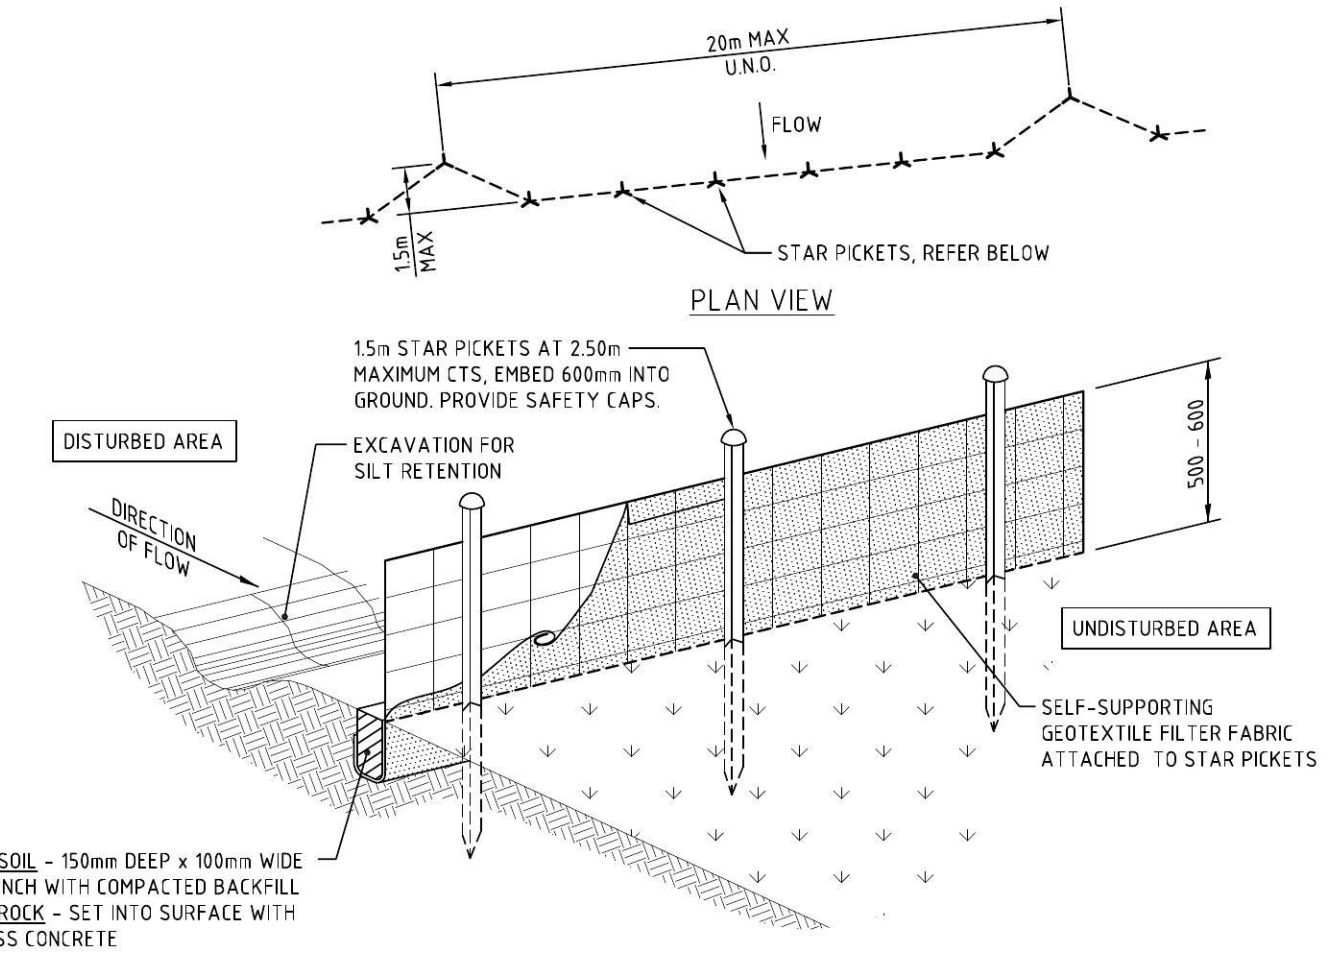 20m MAX
U.N.O.
FLOW
1.5m
MAX
STAR PICKETS, REFER BELOW
PLAN VIEW
1.5m STAR PICKETS AT 2.50m
MAXIMUM CTS, EMBED 600mm INTO
GROUND. PROVIDE SAFETY CAPS.
DISTURBED AREA
EXCAVATION FOR
SILT RETENTION
500 - 600
DIRECTION
OF FLOW
UNDISTURBED AREA
SELF-SUPPORTING
GEOTEXTILE FILTER FABRIC
ATTACHED TO STAR PICKETS
SOIL - 150mm DEEP x 100mm WIDE
NCH WITH COMPACTED BACKFILL
ROCK - SET INTO SURFACE WITH
SS CONCRETE